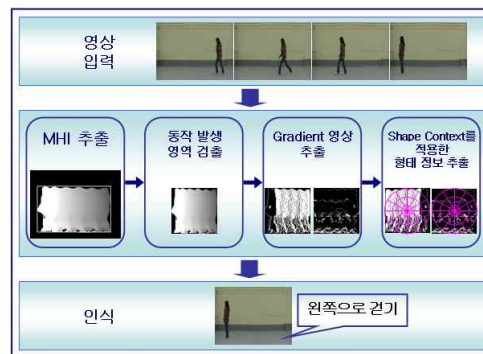 영상
입력
MHI 추출
동작 발생
영역 검출
Gradient 영상
추출
Shape Context를
적용한
형태 정보 추출
인식
왼쪽으로 걷기